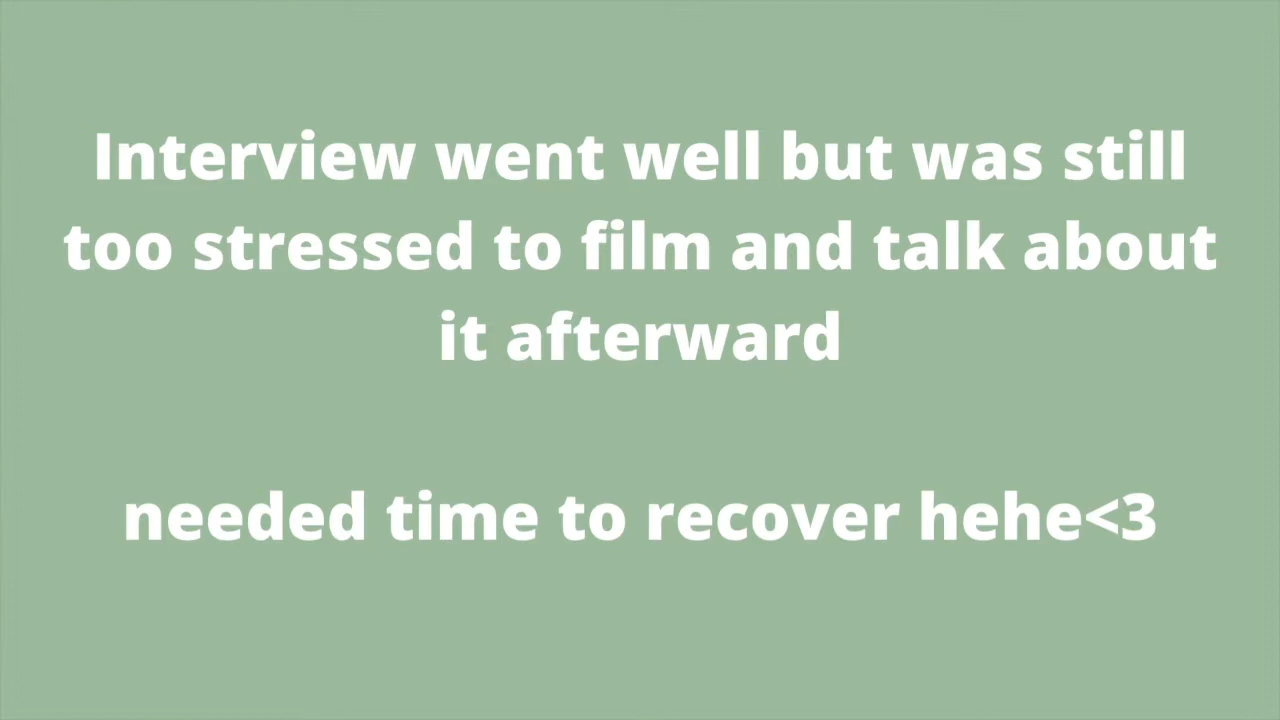 Interview went well but was still
too stressed to film and talk about
it afterward
needed time to recover hehe<3